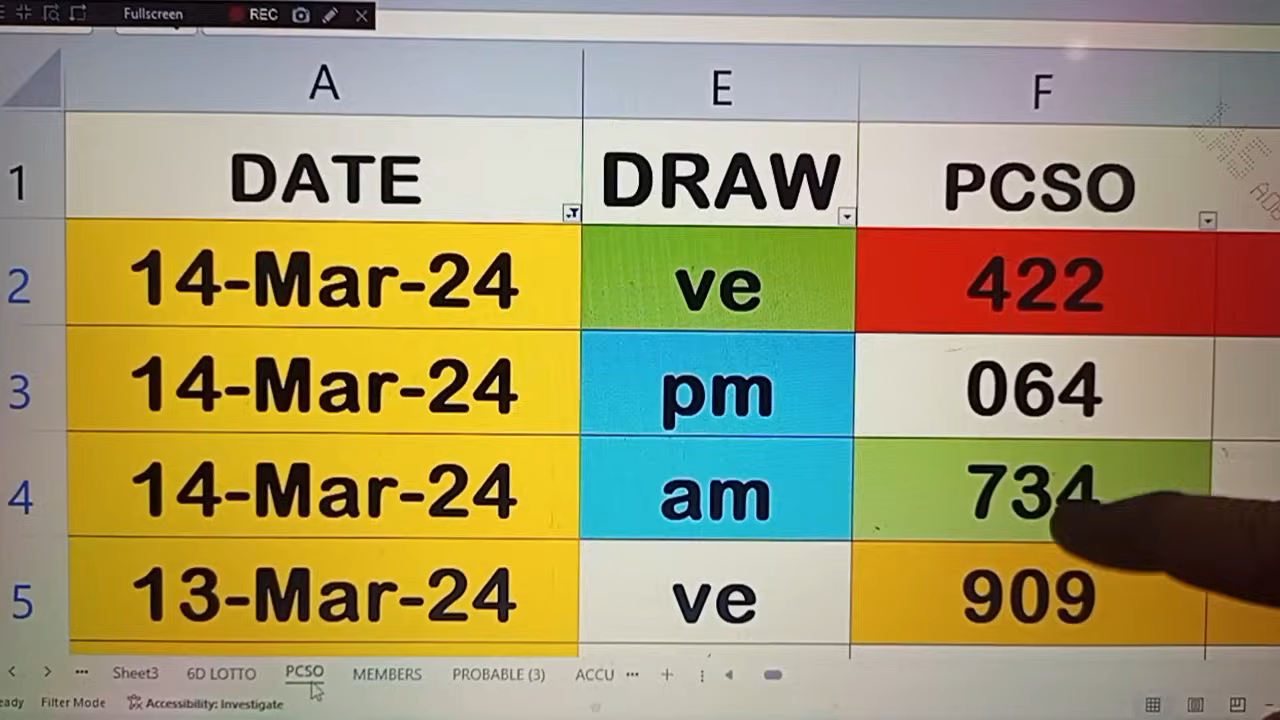 Fullscreen REC
A E F
1 DATE DRAW PCSO
2 14-Mar-24 ve 422
3 14-Mar-24 pm 064
4 14-Mar-24 am 734
5 13-Mar-24 ve 909
Sheet3 6D LOTTO PCSO MEMBERS PROBABLE (3) ACCU
eady Filter Mode Accessibility: Investigate